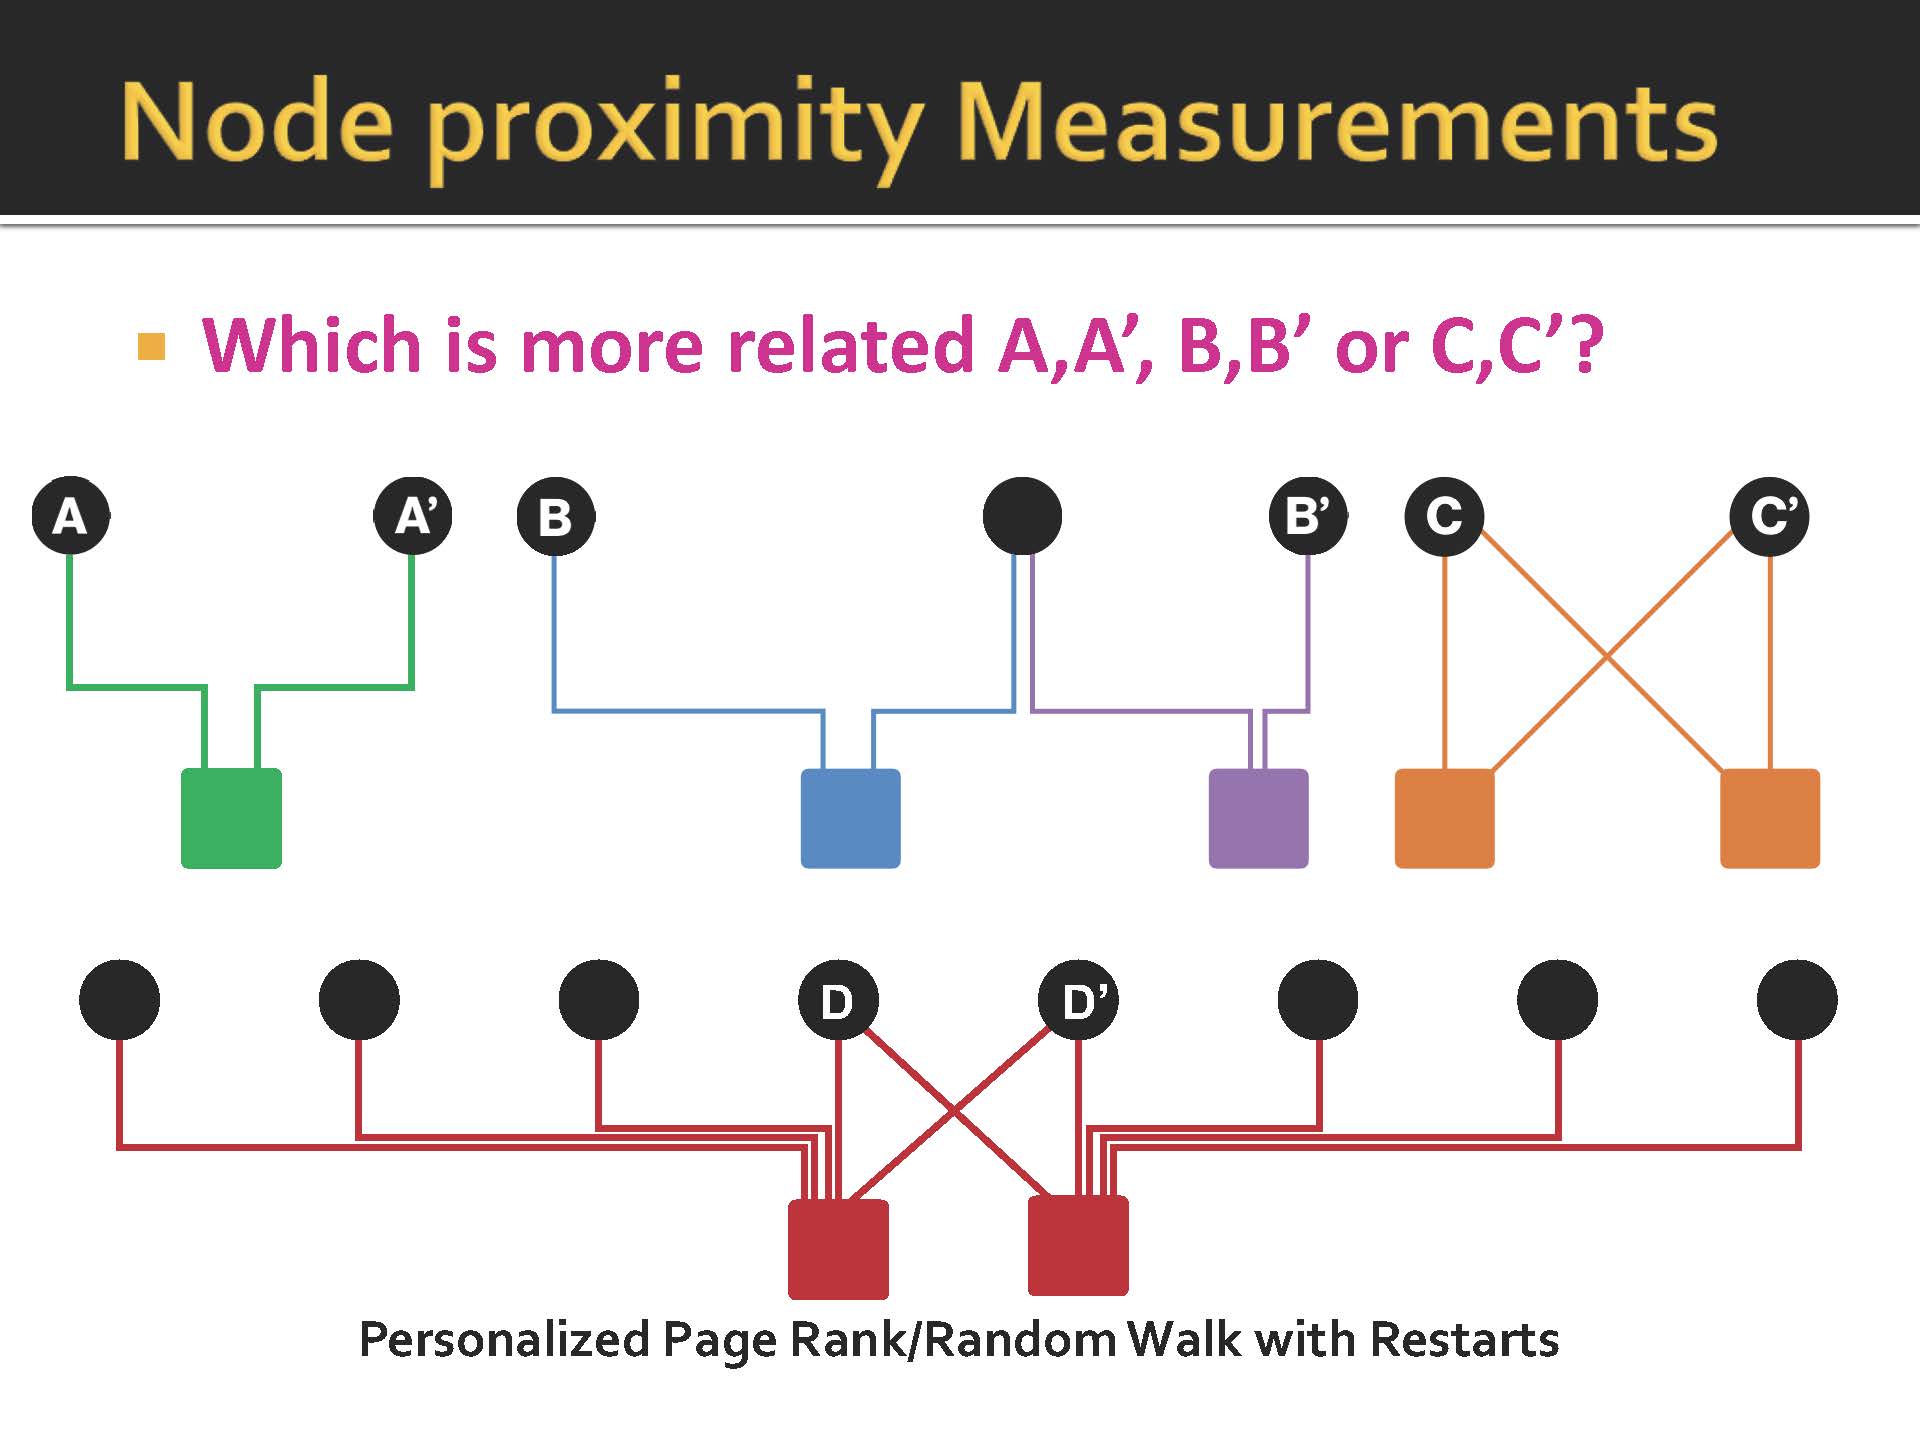 Node proximity Measurements
Which is more related A,A’, B,B’ or C,C’?
A A’ B B’ C C’
D D’
Personalized Page Rank/Random Walk with Restarts